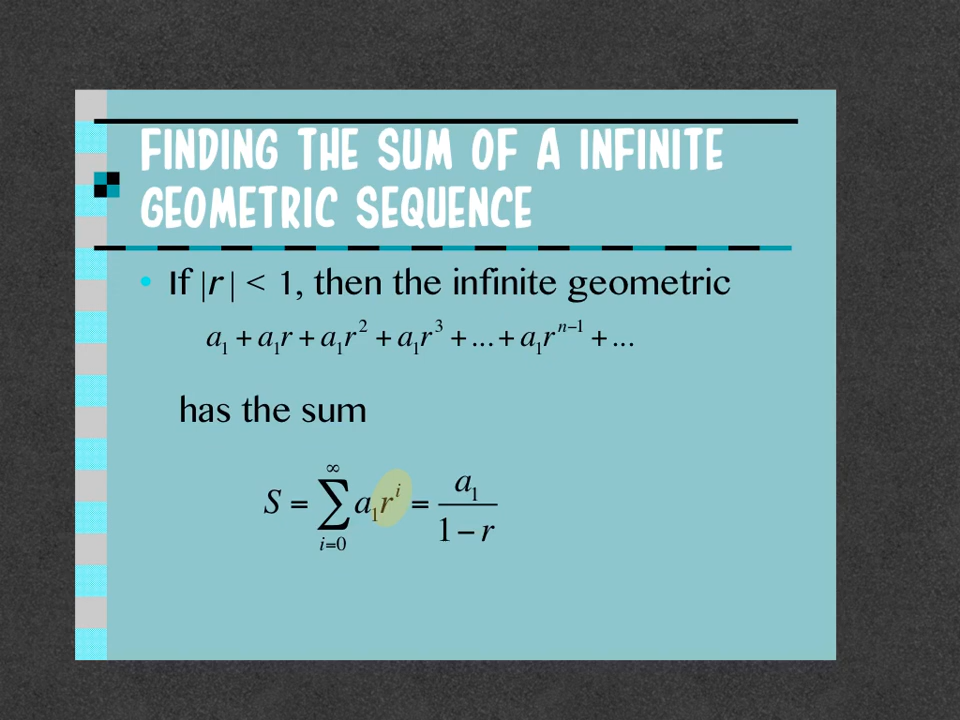 FINDING THE SUM OF A INFINITE
GEOMETRIC SEQUENCE
• If |r| < 1, then the infinite geometric
a₁ + a₁r + a₁r² + a₁r³ + ... + a₁rⁿ⁻¹ + ...
has the sum
S = ∑_{i=0}^{∞} a₁rⁱ = a₁/(1 − r)